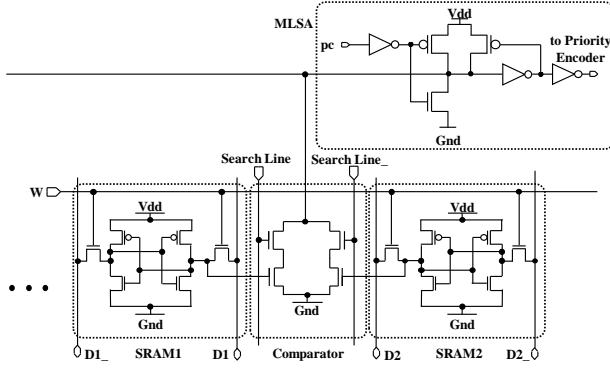 Vdd
MLSA
pc
to Priority
Encoder
Gnd
Search Line
Search Line_
W
Vdd
Vdd
Gnd
Gnd
Gnd
D1_
SRAM1
D1
Comparator
D2
SRAM2
D2_